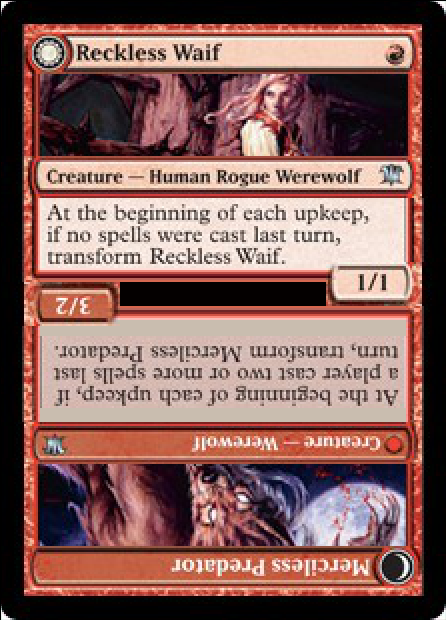 Reckless Waif
Creature — Human Rogue Werewolf
At the beginning of each upkeep,
if no spells were cast last turn,
transform Reckless Waif.
1/1
Merciless Predator
Creature — Werewolf
At the beginning of each upkeep, if
a player cast two or more spells last
turn, transform Merciless Predator.
3/2